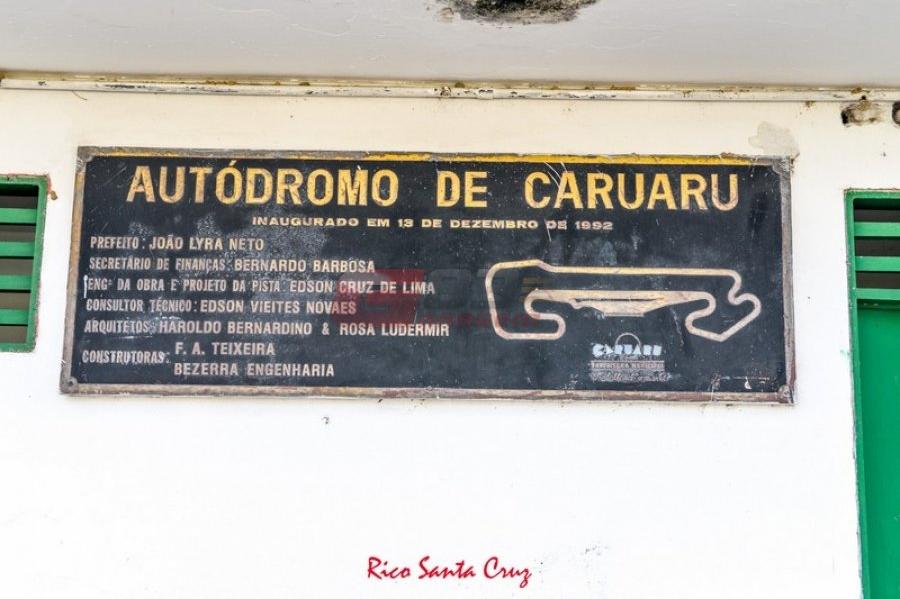 AUTÓDROMO DE CARUARU
INAUGURADO EM 13 DE DEZEMBRO DE 1992
PREFEITO: JOÃO LYRA NETO
SECRETÁRIO DE FINANÇAS: BERNARDO BARBOSA
ENGº DA OBRA E PROJETO DA PISTA: EDSON CRUZ DE LIMA
CONSULTOR TÉCNICO: EDSON VIEITES NOVAES
ARQUITETOS: HAROLDO BERNARDINO & ROSA LUDERMIR
CONSTRUTORAS: F. A. TEIXEIRA
BEZERRA ENGENHARIA
CARUARU
Rico Santa Cruz